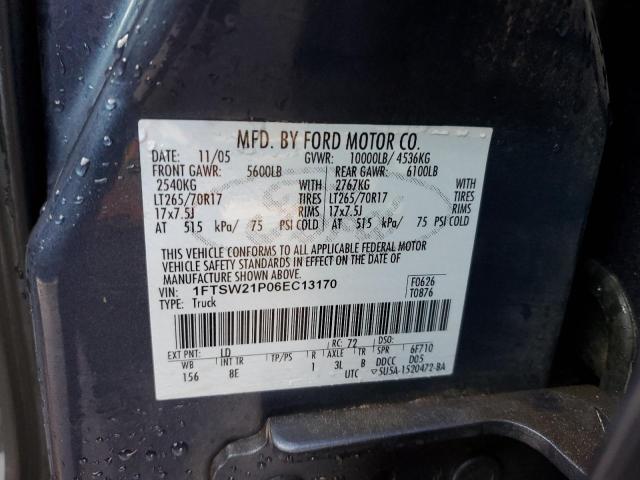 MFD. BY FORD MOTOR CO.
DATE: 11/05 GVWR: 10000LB/ 4536KG
FRONT GAWR: 5600LB REAR GAWR: 6100LB
2540KG WITH 2767KG WITH
LT265/70R17 TIRES LT265/70R17 TIRES
17x7.5J RIMS 17x7.5J RIMS
AT 515 kPa/ 75 PSI COLD AT 515 kPa/ 75 PSI COLD
THIS VEHICLE CONFORMS TO ALL APPLICABLE FEDERAL MOTOR
VEHICLE SAFETY STANDARDS IN EFFECT ON THE DATE OF
MANUFACTURE SHOWN ABOVE.
VIN: 1FTSW21P06EC13170 F0626
TYPE: Truck T0876
EXT PNT: LD RC: 72 DSO:
WB INT TR TP/PS R AXLE TR SPR 6F710
156 8E 1 3L B DDCC D05
UTC 5U5A-1520472-BA